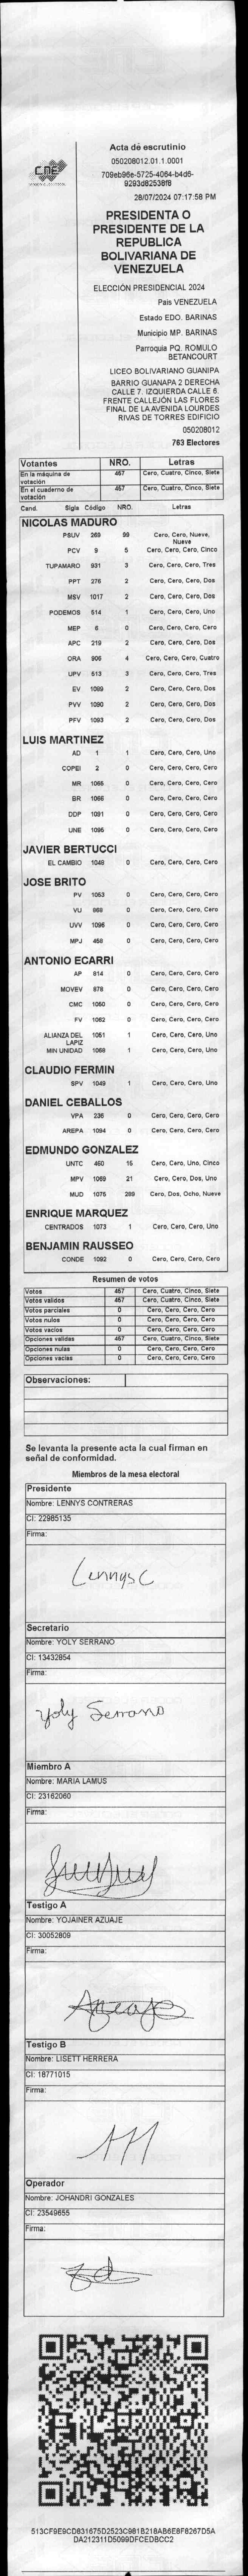 Acta de escrutinio
050208012.01.1.0001
709eb96e-5725-4064-b4d6-
9293d82538f8
28/07/2024 07:17:58 PM
CNE
PRESIDENTA O
PRESIDENTE DE LA
REPUBLICA
BOLIVARIANA DE
VENEZUELA
ELECCIÓN PRESIDENCIAL 2024
Pais VENEZUELA
Estado EDO. BARINAS
Municipio MP. BARINAS
Parroquia PQ. ROMULO
BETANCOURT
LICEO BOLIVARIANO GUANIPA
BARRIO GUANAPA 2 DERECHA
CALLE 7. IZQUIERDA CALLE 6.
FRENTE CALLEJÓN LAS FLORES
FINAL DE LA AVENIDA LOURDES
RIVAS DE TORRES EDIFICIO
050208012
763 Electores
Votantes NRO. Letras
En la máquina de votación 457 Cero, Cuatro, Cinco, Siete
En el cuaderno de votación 457 Cero, Cuatro, Cinco, Siete
Cand. Sigla Código NRO. Letras
NICOLAS MADURO
PSUV 269 99 Cero, Cero, Nueve, Nueve
PCV 9 5 Cero, Cero, Cero, Cinco
TUPAMARO 931 3 Cero, Cero, Cero, Tres
PPT 276 2 Cero, Cero, Cero, Dos
MSV 1017 2 Cero, Cero, Cero, Dos
PODEMOS 514 1 Cero, Cero, Cero, Uno
MEP 6 0 Cero, Cero, Cero, Cero
APC 219 2 Cero, Cero, Cero, Dos
ORA 906 4 Cero, Cero, Cero, Cuatro
UPV 513 3 Cero, Cero, Cero, Tres
EV 1089 2 Cero, Cero, Cero, Dos
PVV 1090 2 Cero, Cero, Cero, Dos
PFV 1093 2 Cero, Cero, Cero, Dos
LUIS MARTINEZ
AD 1 1 Cero, Cero, Cero, Uno
COPEI 2 0 Cero, Cero, Cero, Cero
MR 1065 0 Cero, Cero, Cero, Cero
BR 1066 0 Cero, Cero, Cero, Cero
DDP 1091 0 Cero, Cero, Cero, Cero
UNE 1095 0 Cero, Cero, Cero, Cero
JAVIER BERTUCCI
EL CAMBIO 1048 0 Cero, Cero, Cero, Cero
JOSE BRITO
PV 1053 0 Cero, Cero, Cero, Cero
VU 868 0 Cero, Cero, Cero, Cero
UVV 1096 0 Cero, Cero, Cero, Cero
MPJ 458 0 Cero, Cero, Cero, Cero
ANTONIO ECARRI
AP 814 0 Cero, Cero, Cero, Cero
MOVEV 878 0 Cero, Cero, Cero, Cero
CMC 1050 0 Cero, Cero, Cero, Cero
FV 1082 0 Cero, Cero, Cero, Cero
ALIANZA DEL LAPIZ 1061 1 Cero, Cero, Cero, Uno
MIN UNIDAD 1068 1 Cero, Cero, Cero, Uno
CLAUDIO FERMIN
SPV 1049 1 Cero, Cero, Cero, Uno
DANIEL CEBALLOS
VPA 236 0 Cero, Cero, Cero, Cero
AREPA 1094 0 Cero, Cero, Cero, Cero
EDMUNDO GONZALEZ
UNTC 450 15 Cero, Cero, Uno, Cinco
MPV 1069 21 Cero, Cero, Dos, Uno
MUD 1075 289 Cero, Dos, Ocho, Nueve
ENRIQUE MARQUEZ
CENTRADOS 1073 1 Cero, Cero, Cero, Uno
BENJAMIN RAUSSEO
CONDE 1092 0 Cero, Cero, Cero, Cero
Resumen de votos
Votos 457 Cero, Cuatro, Cinco, Siete
Votos validos 457 Cero, Cuatro, Cinco, Siete
Votos parciales 0 Cero, Cero, Cero, Cero
Votos nulos 0 Cero, Cero, Cero, Cero
Votos vacios 0 Cero, Cero, Cero, Cero
Opciones validas 457 Cero, Cuatro, Cinco, Siete
Opciones nulas 0 Cero, Cero, Cero, Cero
Opciones vacias 0 Cero, Cero, Cero, Cero
Observaciones:
Se levanta la presente acta la cual firman en
señal de conformidad.
Miembros de la mesa electoral
Presidente
Nombre: LENNYS CONTRERAS
CI: 22985135
Firma:
Lennys C
Secretario
Nombre: YOLY SERRANO
CI: 13432854
Firma:
Yoly Serrano
Miembro A
Nombre: MARIA LAMUS
CI: 23162060
Firma:
Testigo A
Nombre: YOJAINER AZUAJE
CI: 30052809
Firma:
Azuaje
Testigo B
Nombre: LISETT HERRERA
CI: 18771015
Firma:
Operador
Nombre: JOHANDRI GONZALES
CI: 23549655
Firma:
513CF9E9CD831675D2523C981B218AB6E8F8267D5A
DA212311D5099DFCEDBCC2